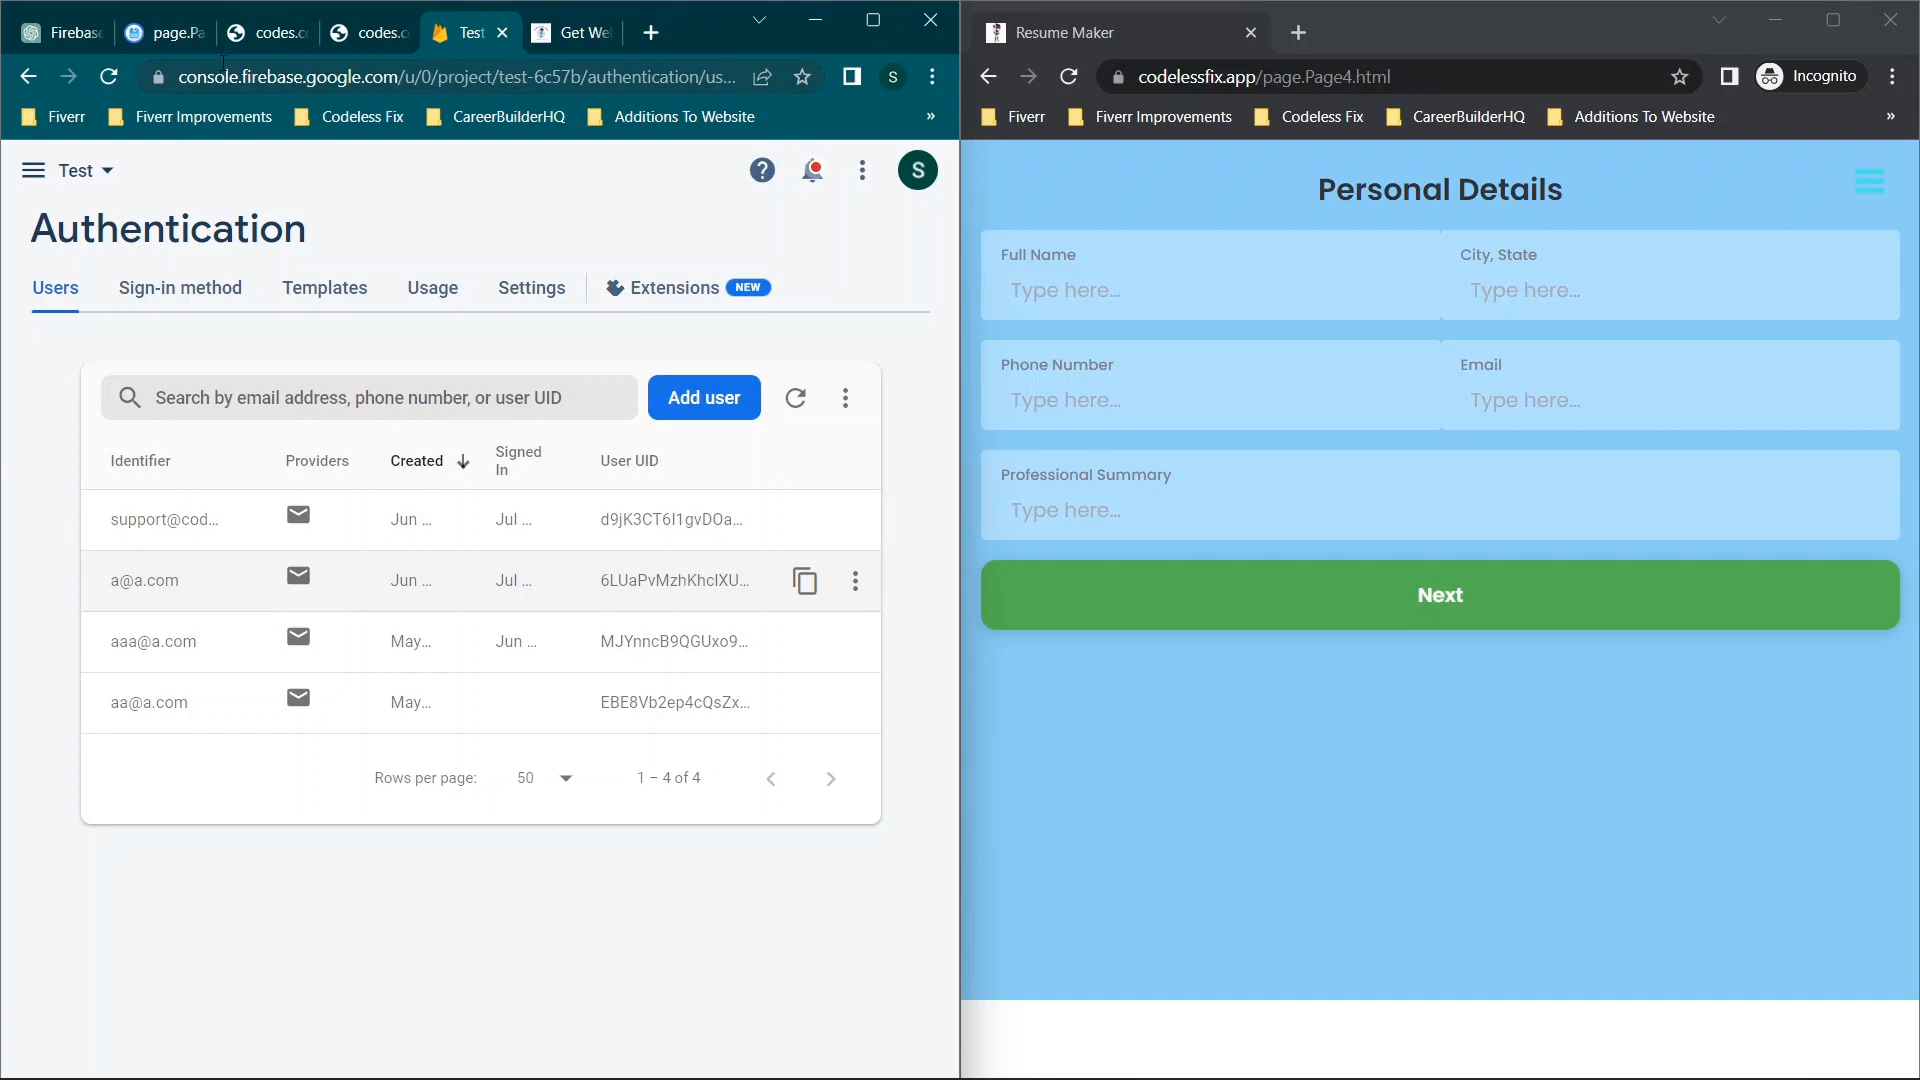 Firebase
page.Pa
codes.c
codes.c
Test
Get We
console.firebase.google.com/u/0/project/test-6c57b/authentication/us...
S
Fiverr
Fiverr Improvements
Codeless Fix
CareerBuilderHQ
Additions To Website
»
Test
?
S
Authentication
Users
Sign-in method
Templates
Usage
Settings
Extensions
NEW
Search by email address, phone number, or user UID
Add user
Identifier
Providers
Created
Signed In
User UID
support@cod...
Jun ...
Jul ...
d9jK3CT6I1gvDOa...
a@a.com
Jun ...
Jul ...
6LUaPvMzhKhclXU...
aaa@a.com
May...
Jun ...
MJYnncB9QGUxo9...
aa@a.com
May...
EBE8Vb2ep4cQsZx...
Rows per page:
50
1 – 4 of 4
Resume Maker
codelessfix.app/page.Page4.html
Incognito
Fiverr
Fiverr Improvements
Codeless Fix
CareerBuilderHQ
Additions To Website
»
Personal Details
Full Name
Type here...
City, State
Type here...
Phone Number
Type here...
Email
Type here...
Professional Summary
Type here...
Next